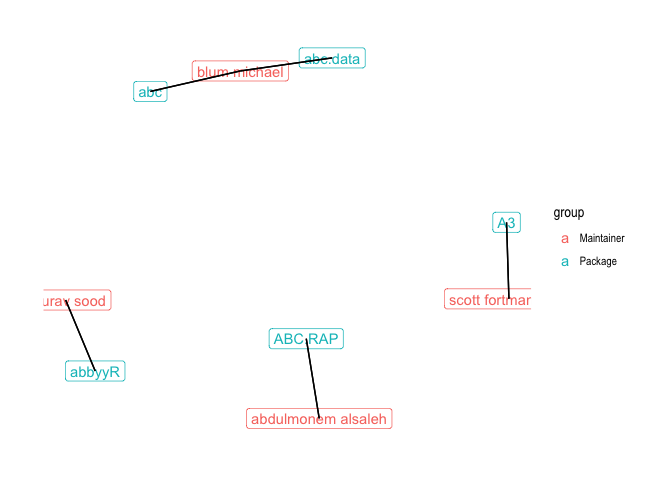 abc.data
blum michael
abc
A3
group
a Maintainer
a Package
scott fortmar
urav sood
ABC.RAP
abbyyR
abdulmonem alsaleh